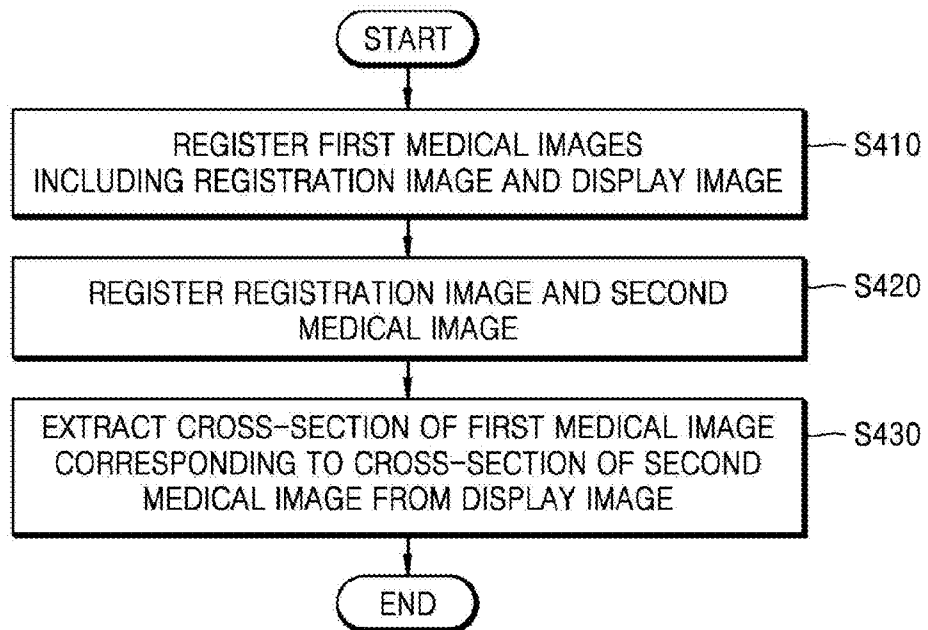 START
REGISTER FIRST MEDICAL IMAGES
INCLUDING REGISTRATION IMAGE AND DISPLAY IMAGE
S410
REGISTER REGISTRATION IMAGE AND SECOND
MEDICAL IMAGE
S420
EXTRACT CROSS-SECTION OF FIRST MEDICAL IMAGE
CORRESPONDING TO CROSS-SECTION OF SECOND
MEDICAL IMAGE FROM DISPLAY IMAGE
S430
END